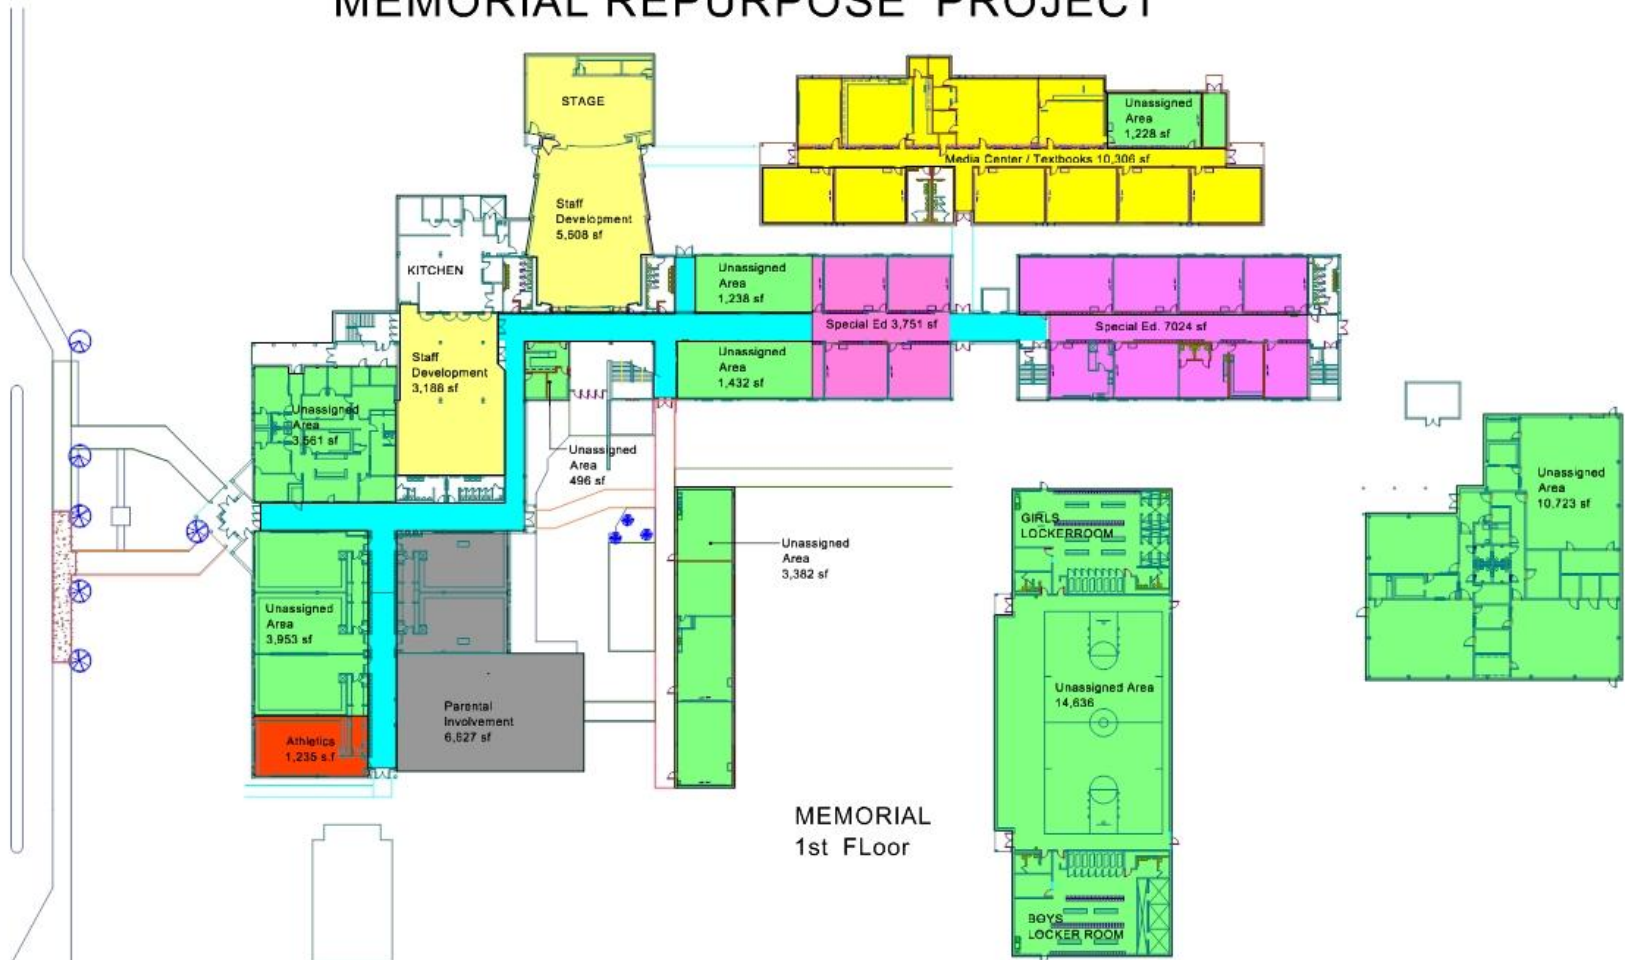 MEMORIAL REPURPOSE PROJECT
STAGE
Unassigned
Area
1,228 sf
Media Center / Textbooks 10,306 sf
Staff
Development
5,608 sf
KITCHEN
Unassigned
Area
1,238 sf
Special Ed 3,751 sf
Special Ed. 7024 sf
Staff
Development
3,188 sf
Unassigned
Area
1,432 sf
Unassigned
Area
3,561 sf
Unassigned
Area
496 sf
Unassigned
Area
10,723 sf
GIRLS
LOCKERROOM
Unassigned
Area
3,382 sf
Unassigned
Area
3,953 sf
Unassigned Area
14,636
Parental
Involvement
6,627 sf
Athletics
1,235 s.f
MEMORIAL
1st FLoor
BOYS
LOCKER ROOM